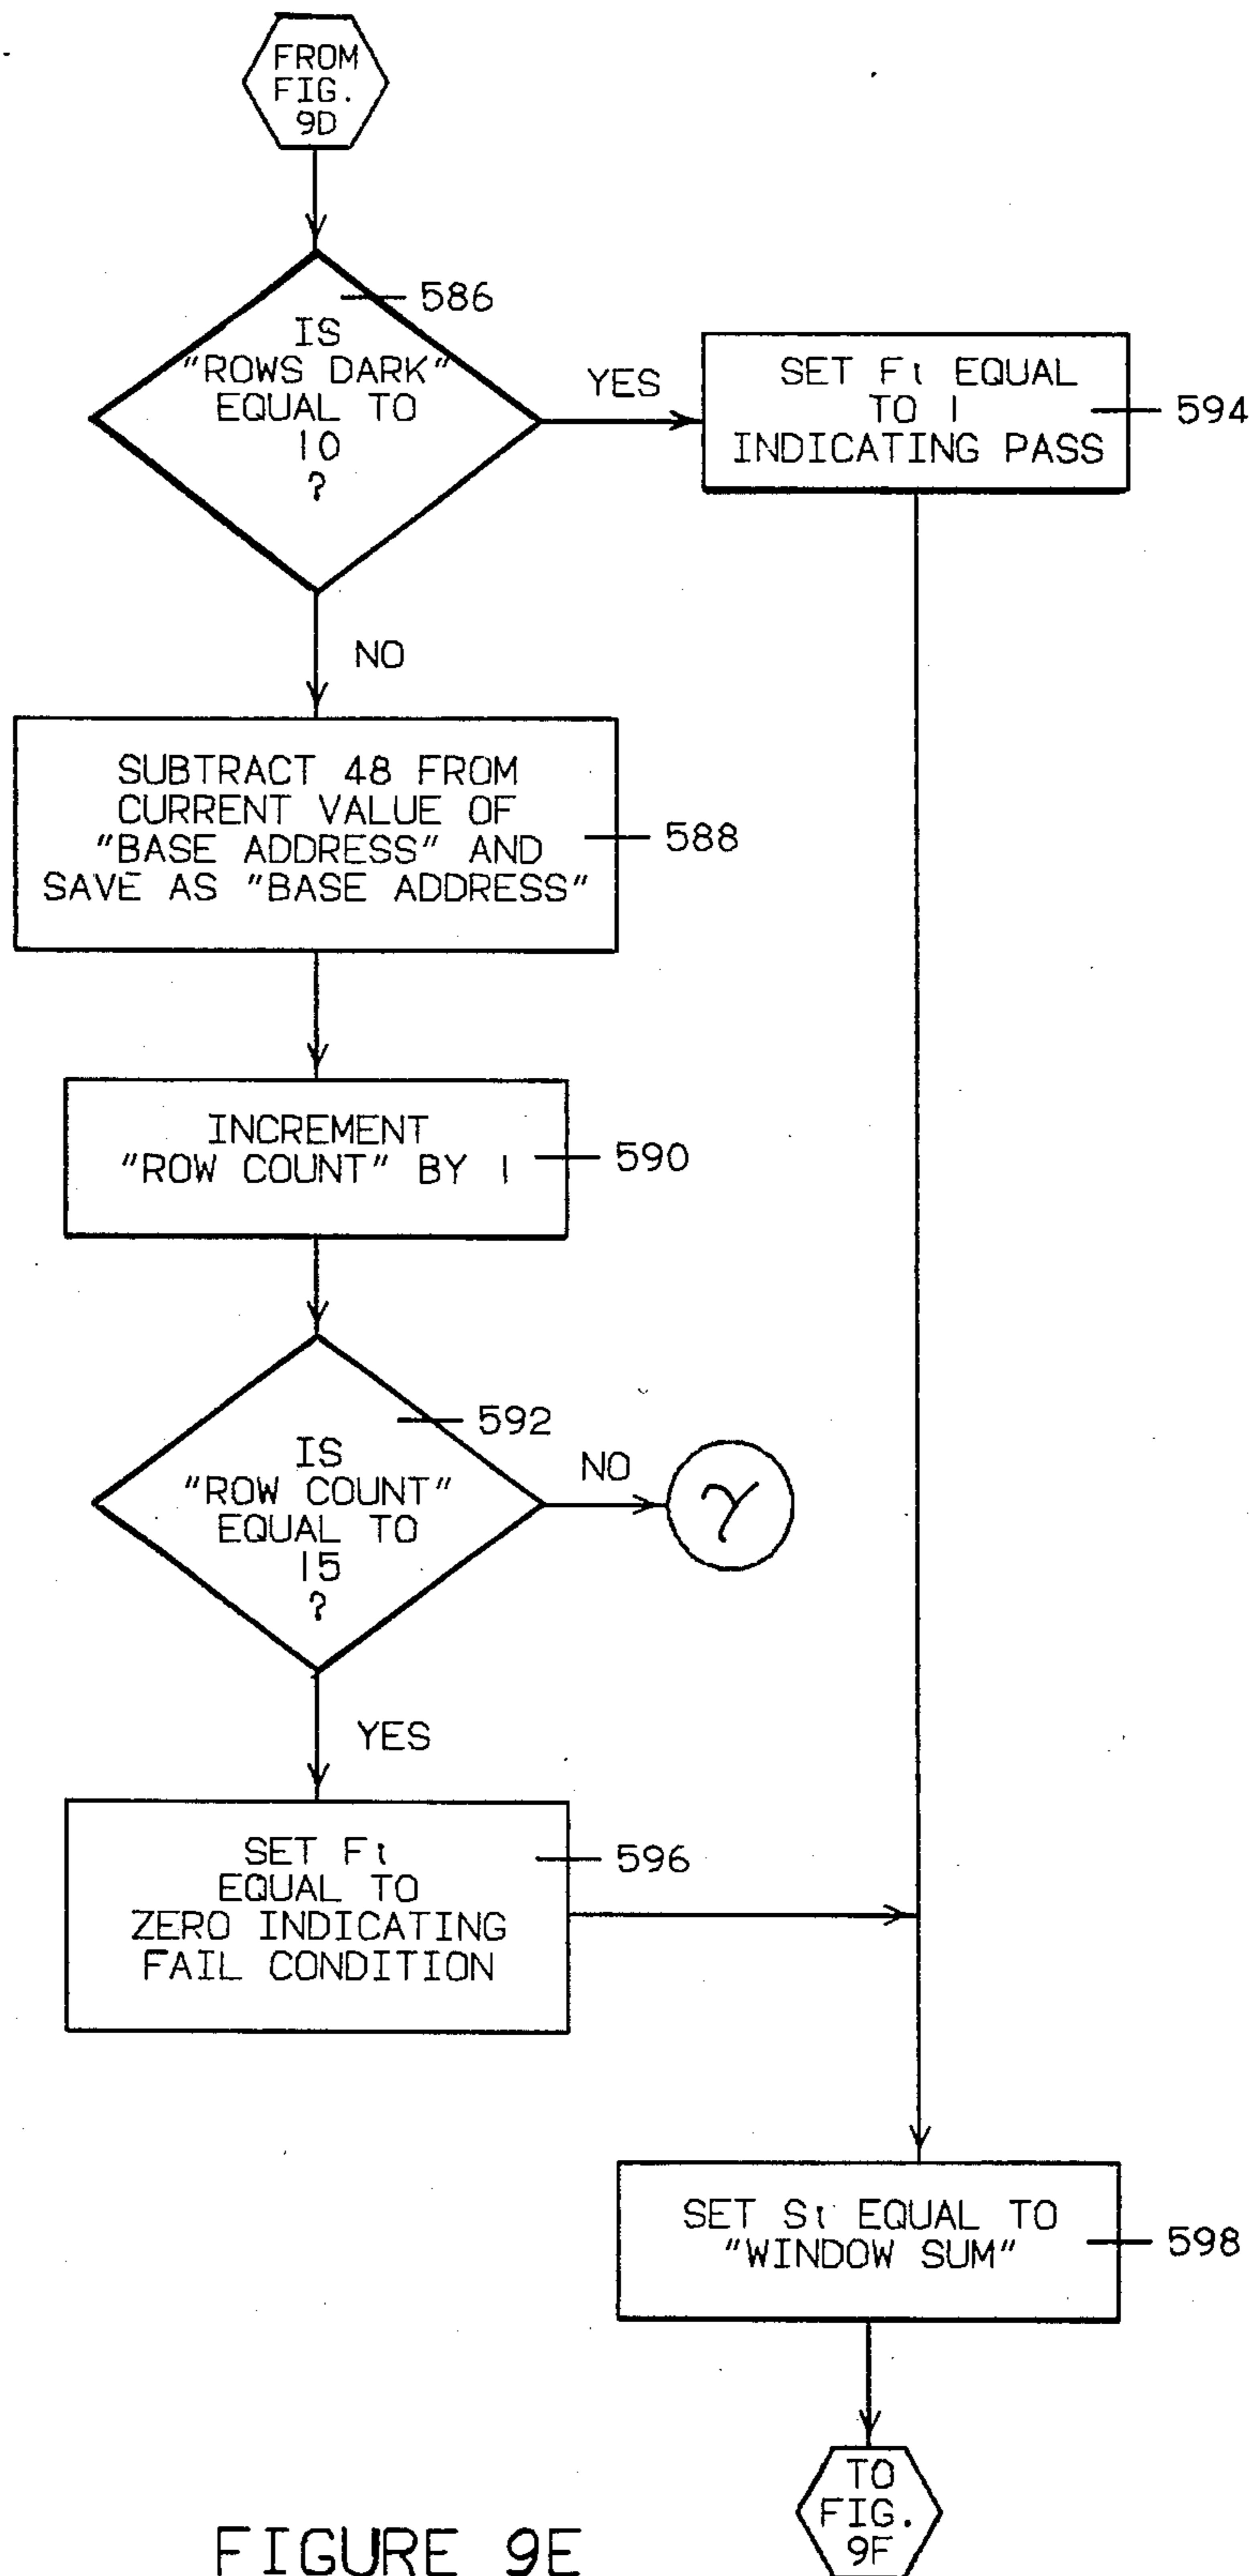 FROM
FIG.
9D
586
IS
"ROWS DARK"
EQUAL TO
10
?
YES
SET Ft EQUAL
TO 1
INDICATING PASS
594
NO
SUBTRACT 48 FROM
CURRENT VALUE OF
"BASE ADDRESS" AND
SAVE AS "BASE ADDRESS"
588
INCREMENT
"ROW COUNT" BY 1
590
592
IS
"ROW COUNT"
EQUAL TO
15
?
NO
γ
YES
SET Ft
EQUAL TO
ZERO INDICATING
FAIL CONDITION
596
SET St EQUAL TO
"WINDOW SUM"
598
TO
FIG.
9F
FIGURE 9E